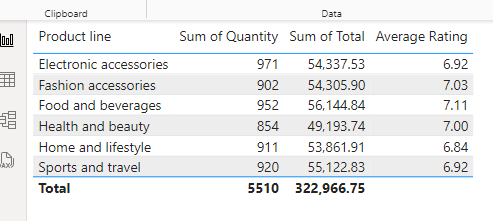 Clipboard Data
Product line Sum of Quantity Sum of Total Average Rating
Electronic accessories 971 54,337.53 6.92
Fashion accessories 902 54,305.90 7.03
Food and beverages 952 56,144.84 7.11
Health and beauty 854 49,193.74 7.00
Home and lifestyle 911 53,861.91 6.84
Sports and travel 920 55,122.83 6.92
Total 5510 322,966.75